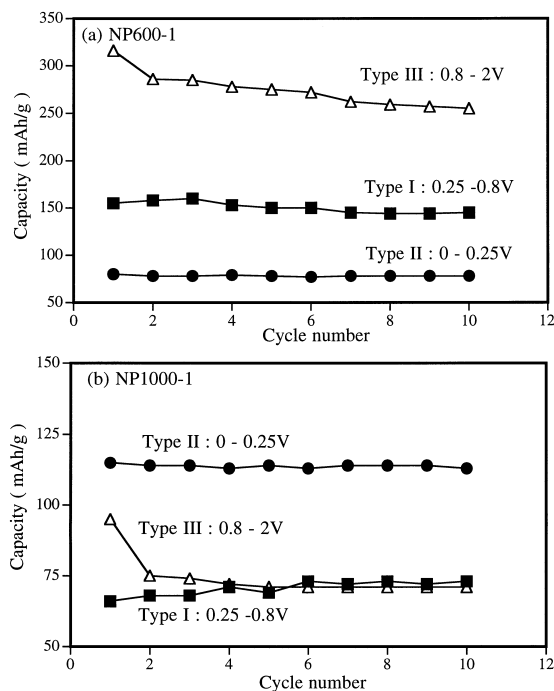 350
(a) NP600-1
300
Type III : 0.8 - 2V
250
200
Type I : 0.25 -0.8V
150
100
Type II : 0 - 0.25V
50
0 2 4 6 8 10 12
Capacity ( mAh/g )
Cycle number
150
(b) NP1000-1
125
Type II : 0 - 0.25V
100
Type III : 0.8 - 2V
75
Type I : 0.25 -0.8V
50
0 2 4 6 8 10 12
Capacity ( mAh/g )
Cycle number